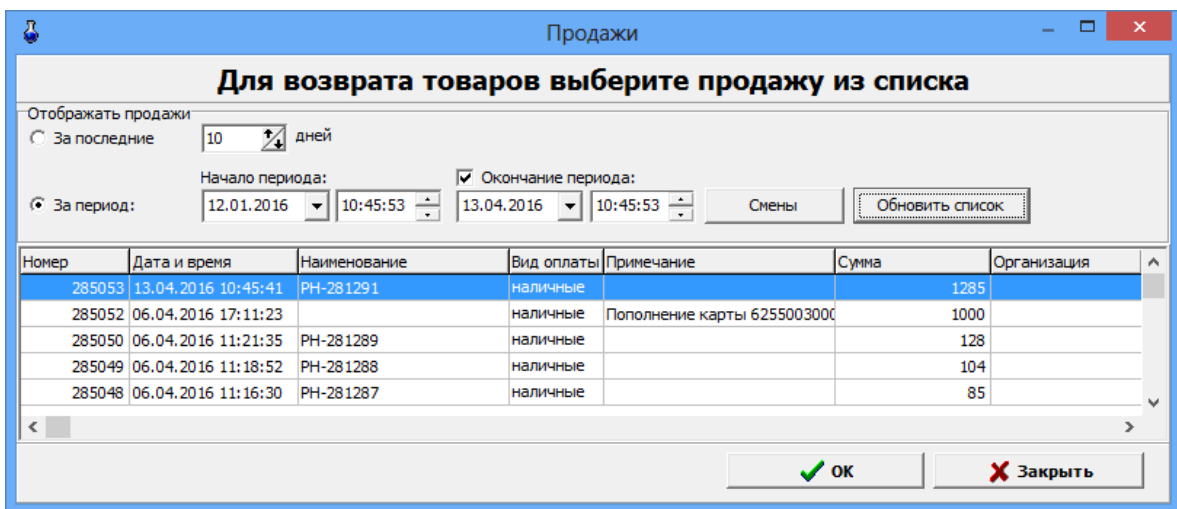 Продажи
Для возврата товаров выберите продажу из списка
Отображать продажи
За последние 10 дней
Начало периода: Окончание периода:
За период: 12.01.2016 10:45:53 13.04.2016 10:45:53 Смены Обновить список
Номер Дата и время Наименование Вид оплаты Примечание Сумма Организация
285053 13.04.2016 10:45:41 РН-281291 наличные 1285
285052 06.04.2016 17:11:23 наличные Пополнение карты 6255003000 1000
285050 06.04.2016 11:21:35 РН-281289 наличные 128
285049 06.04.2016 11:18:52 РН-281288 наличные 104
285048 06.04.2016 11:16:30 РН-281287 наличные 85
ОК Закрыть